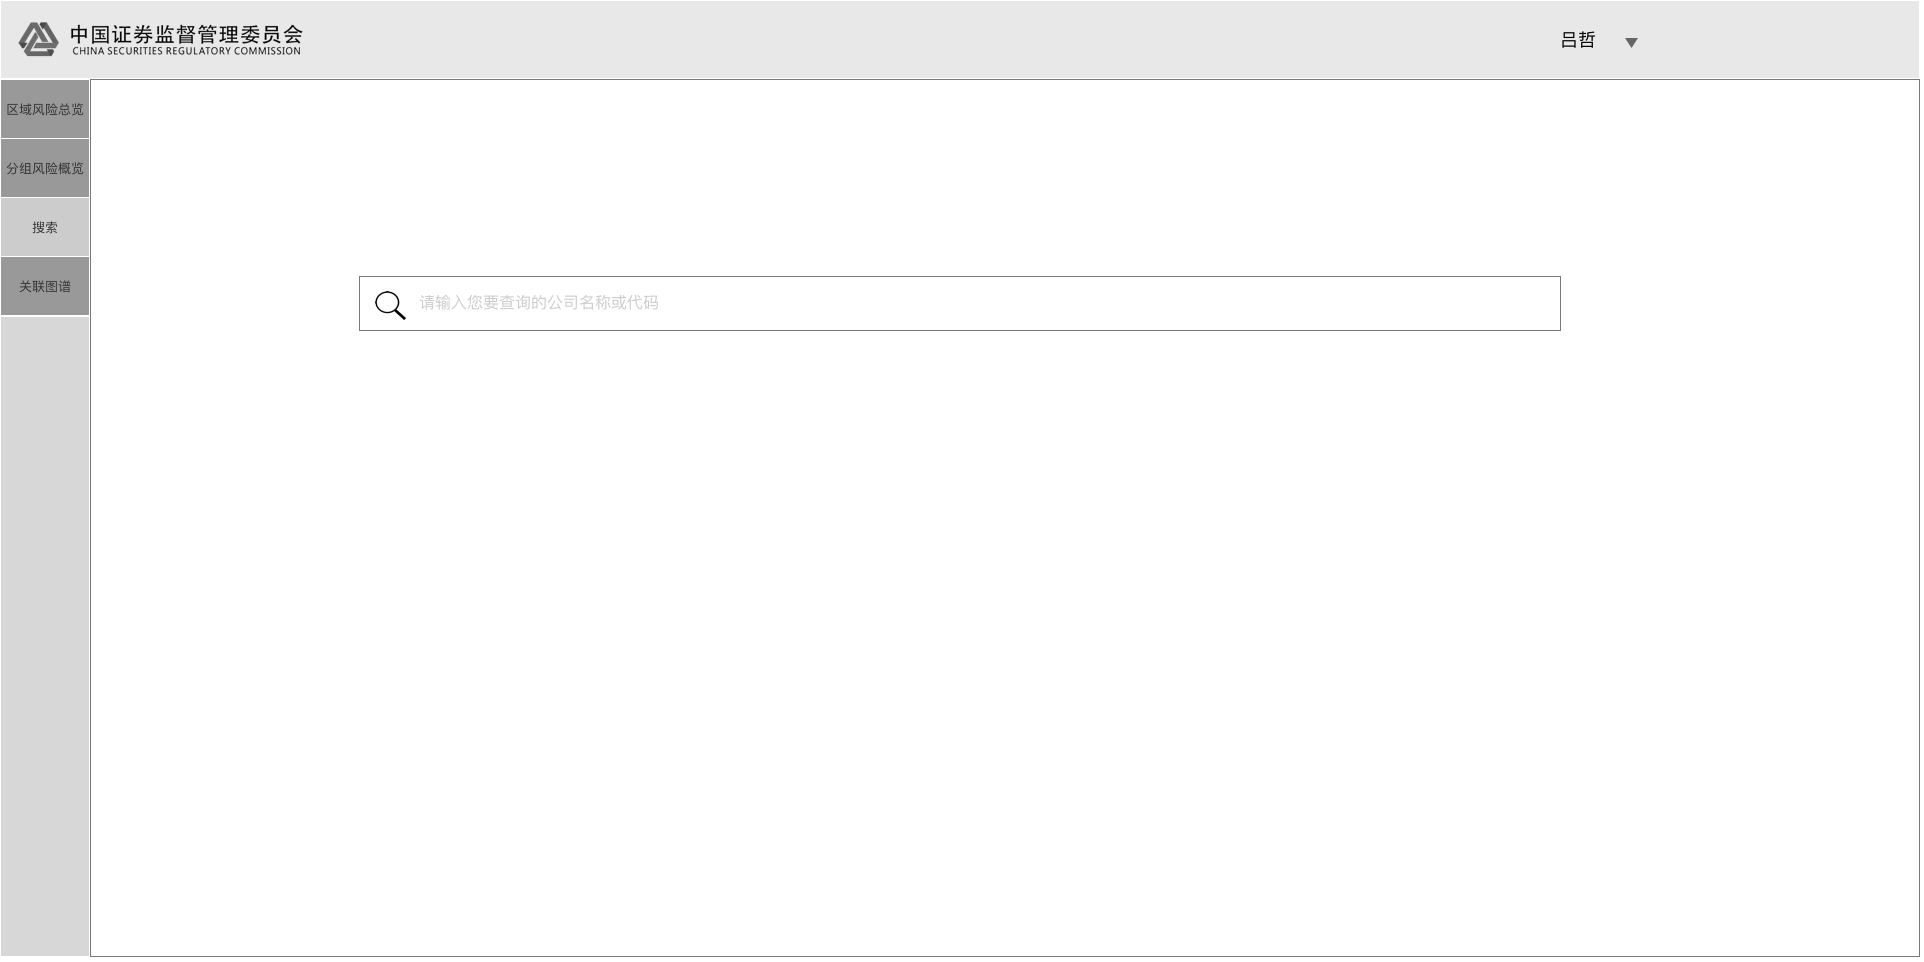 中国证券监督管理委员会
CHINA SECURITIES REGULATORY COMMISSION
吕哲
区域风险总览
分组风险概览
搜索
关联图谱
请输入您要查询的公司名称或代码